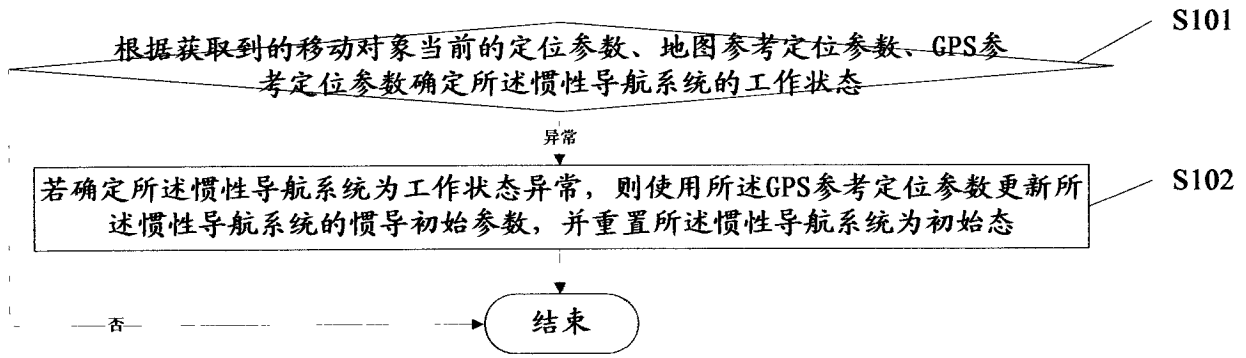 S101
根据获取到的移动对象当前的定位参数、地图参考定位参数、GPS参
考定位参数确定所述惯性导航系统的工作状态
异常
若确定所述惯性导航系统为工作状态异常，则使用所述GPS参考定位参数更新所
述惯性导航系统的惯导初始参数，并重置所述惯性导航系统为初始态
S102
否
结束